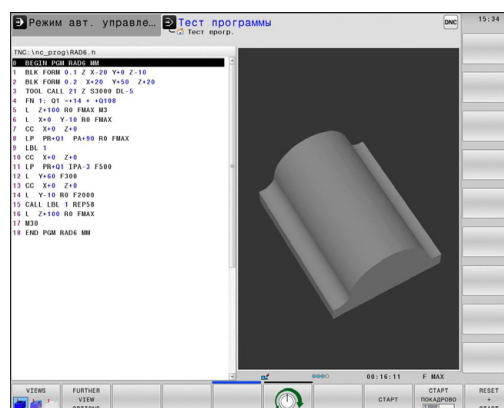 Режим авт. управле…
Тест программы
Тест прогр.
DNC
15:34
TNC:\nc_prog\RAD6.h
0 BEGIN PGM RAD6 MM
1 BLK FORM 0.1 Z X-20 Y+0 Z-10
2 BLK FORM 0.2 X+20 Y+50 Z+20
3 TOOL CALL 21 Z S3000 DL-5
4 FN 1: Q1 =+14 + +Q108
5 L Z+100 R0 FMAX M3
6 L X+0 Y-10 R0 FMAX
7 CC X+0 Z+0
8 LP PR+Q1 PA+90 R0 FMAX
9 LBL 1
10 CC X+0 Z+0
11 LP PR+Q1 IPA-3 F500
12 L Y+60 F300
13 CC X+0 Z+0
14 L Y-10 R0 F2000
15 CALL LBL 1 REP58
16 L Z+100 R0 FMAX
17 M30
18 END PGM RAD6 MM
00:16:11 F MAX
VIEWS
FURTHER
VIEW
OPTIONS
СТАРТ
СТАРТ
ПОКАДРОВО
RESET
+
START